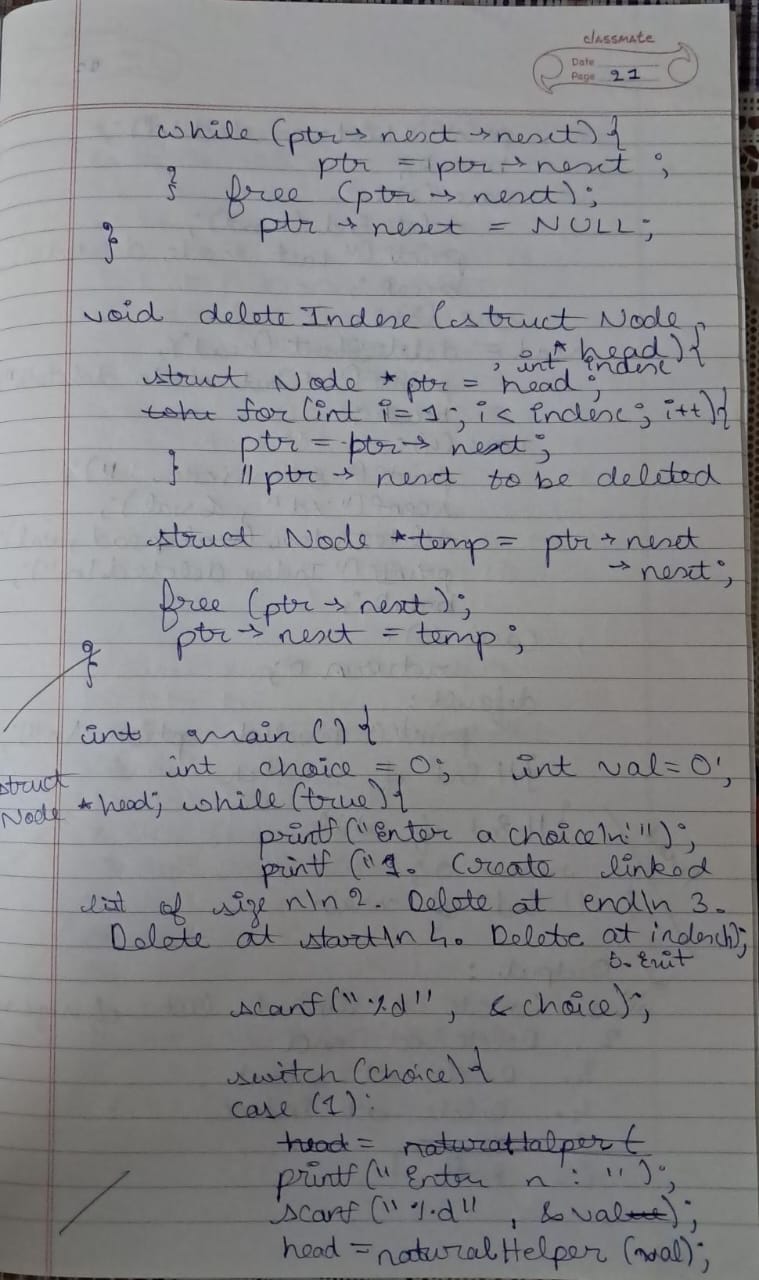 classmate
Date
Page 21
while (ptr → next → next) {
ptr = ptr → next ;
} free (ptr → next);
ptr → next = NULL;
}
void delete Index (struct Node
* head) {
, int index
struct Node *ptr = head;
for (int i = 1 ; i < index ; i++) {
ptr = ptr → next ;
} // ptr → next to be deleted
struct Node *temp = ptr → next
→ next;
free (ptr → next);
ptr → next = temp ;
}
int main () {
int choice = 0; int val = 0;
struct
Node * head; while (true) {
printf ("Enter a choice\n:");
printf ("1. Create linked
list of size n\n 2. Delete at end\n 3.
Delete at start\n 4. Delete at index\n);
5. Exit
scanf ("%d", & choice);
switch (choice) {
case (1):
head = naturalHalper (
printf ("Enter n : ");
scanf ("%d" , & val);
head = naturalHelper (val);